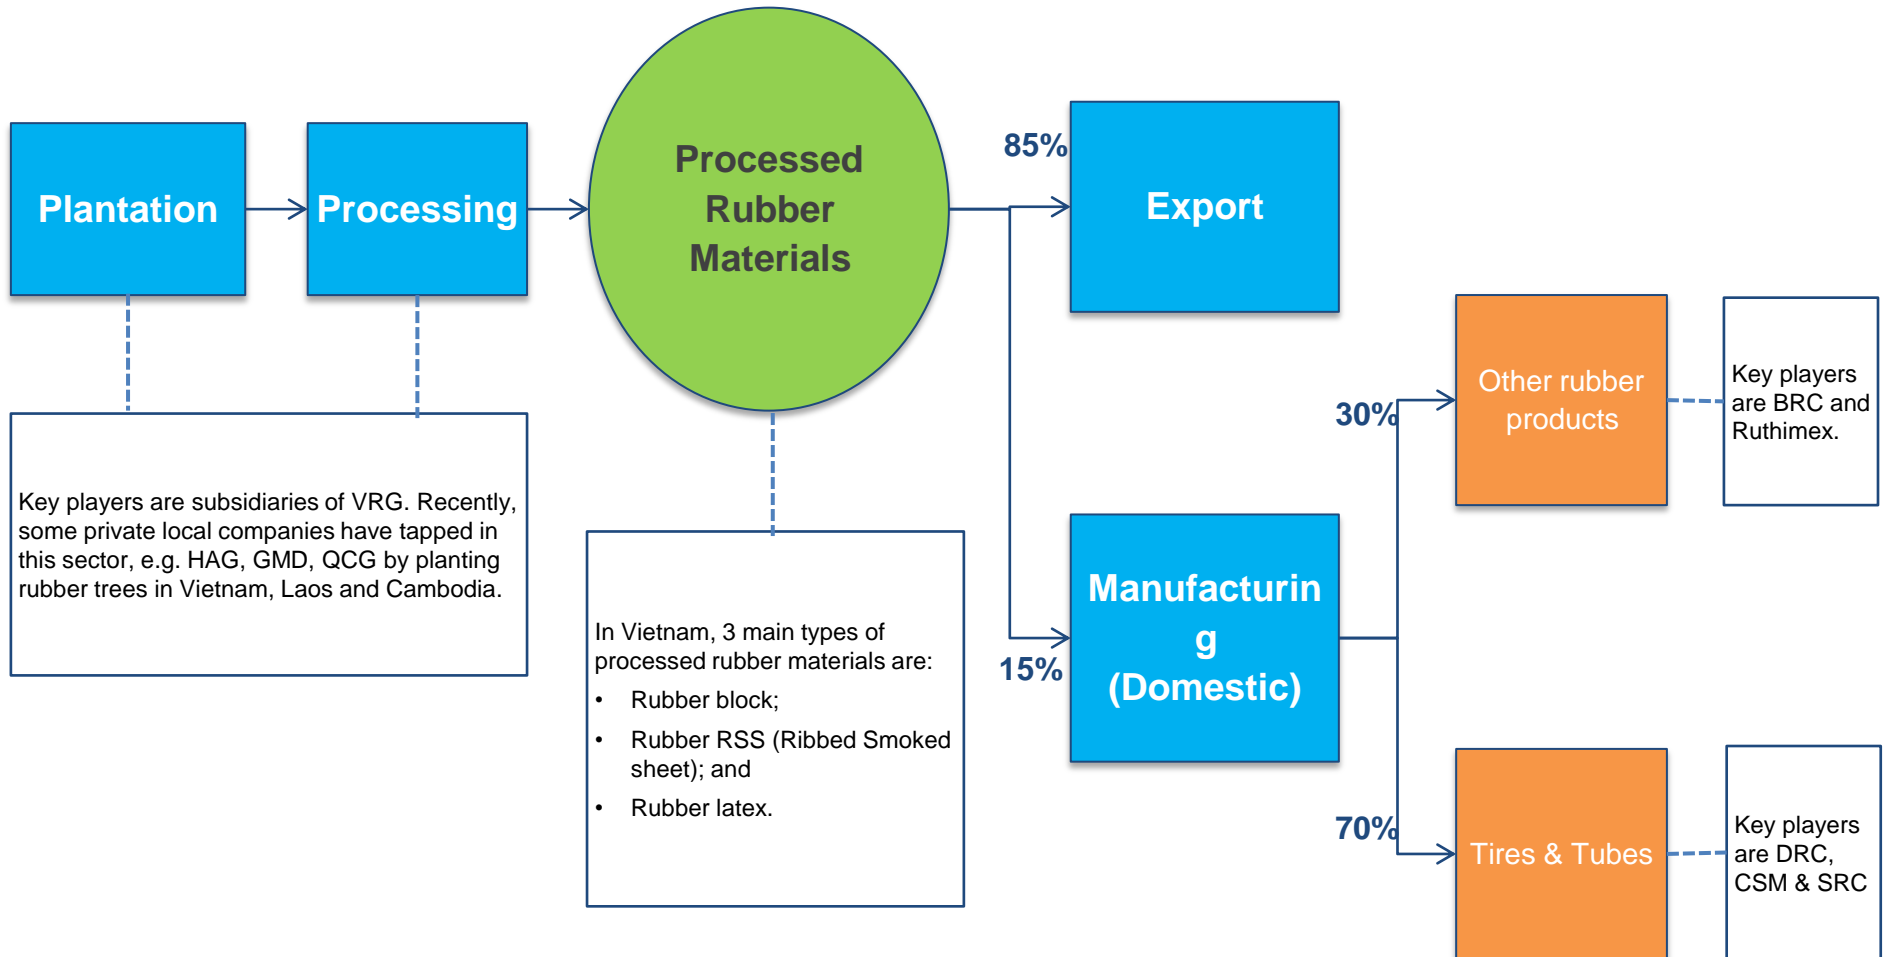 Plantation
Processing
Processed
Rubber
Materials
85%
Export
15%
Manufacturin
g
(Domestic)
30%
Other rubber
products
Key players
are BRC and
Ruthimex.
70%
Tires & Tubes
Key players
are DRC,
CSM & SRC
Key players are subsidiaries of VRG. Recently,
some private local companies have tapped in
this sector, e.g. HAG, GMD, QCG by planting
rubber trees in Vietnam, Laos and Cambodia.
In Vietnam, 3 main types of
processed rubber materials are:
• Rubber block;
• Rubber RSS (Ribbed Smoked
sheet); and
• Rubber latex.